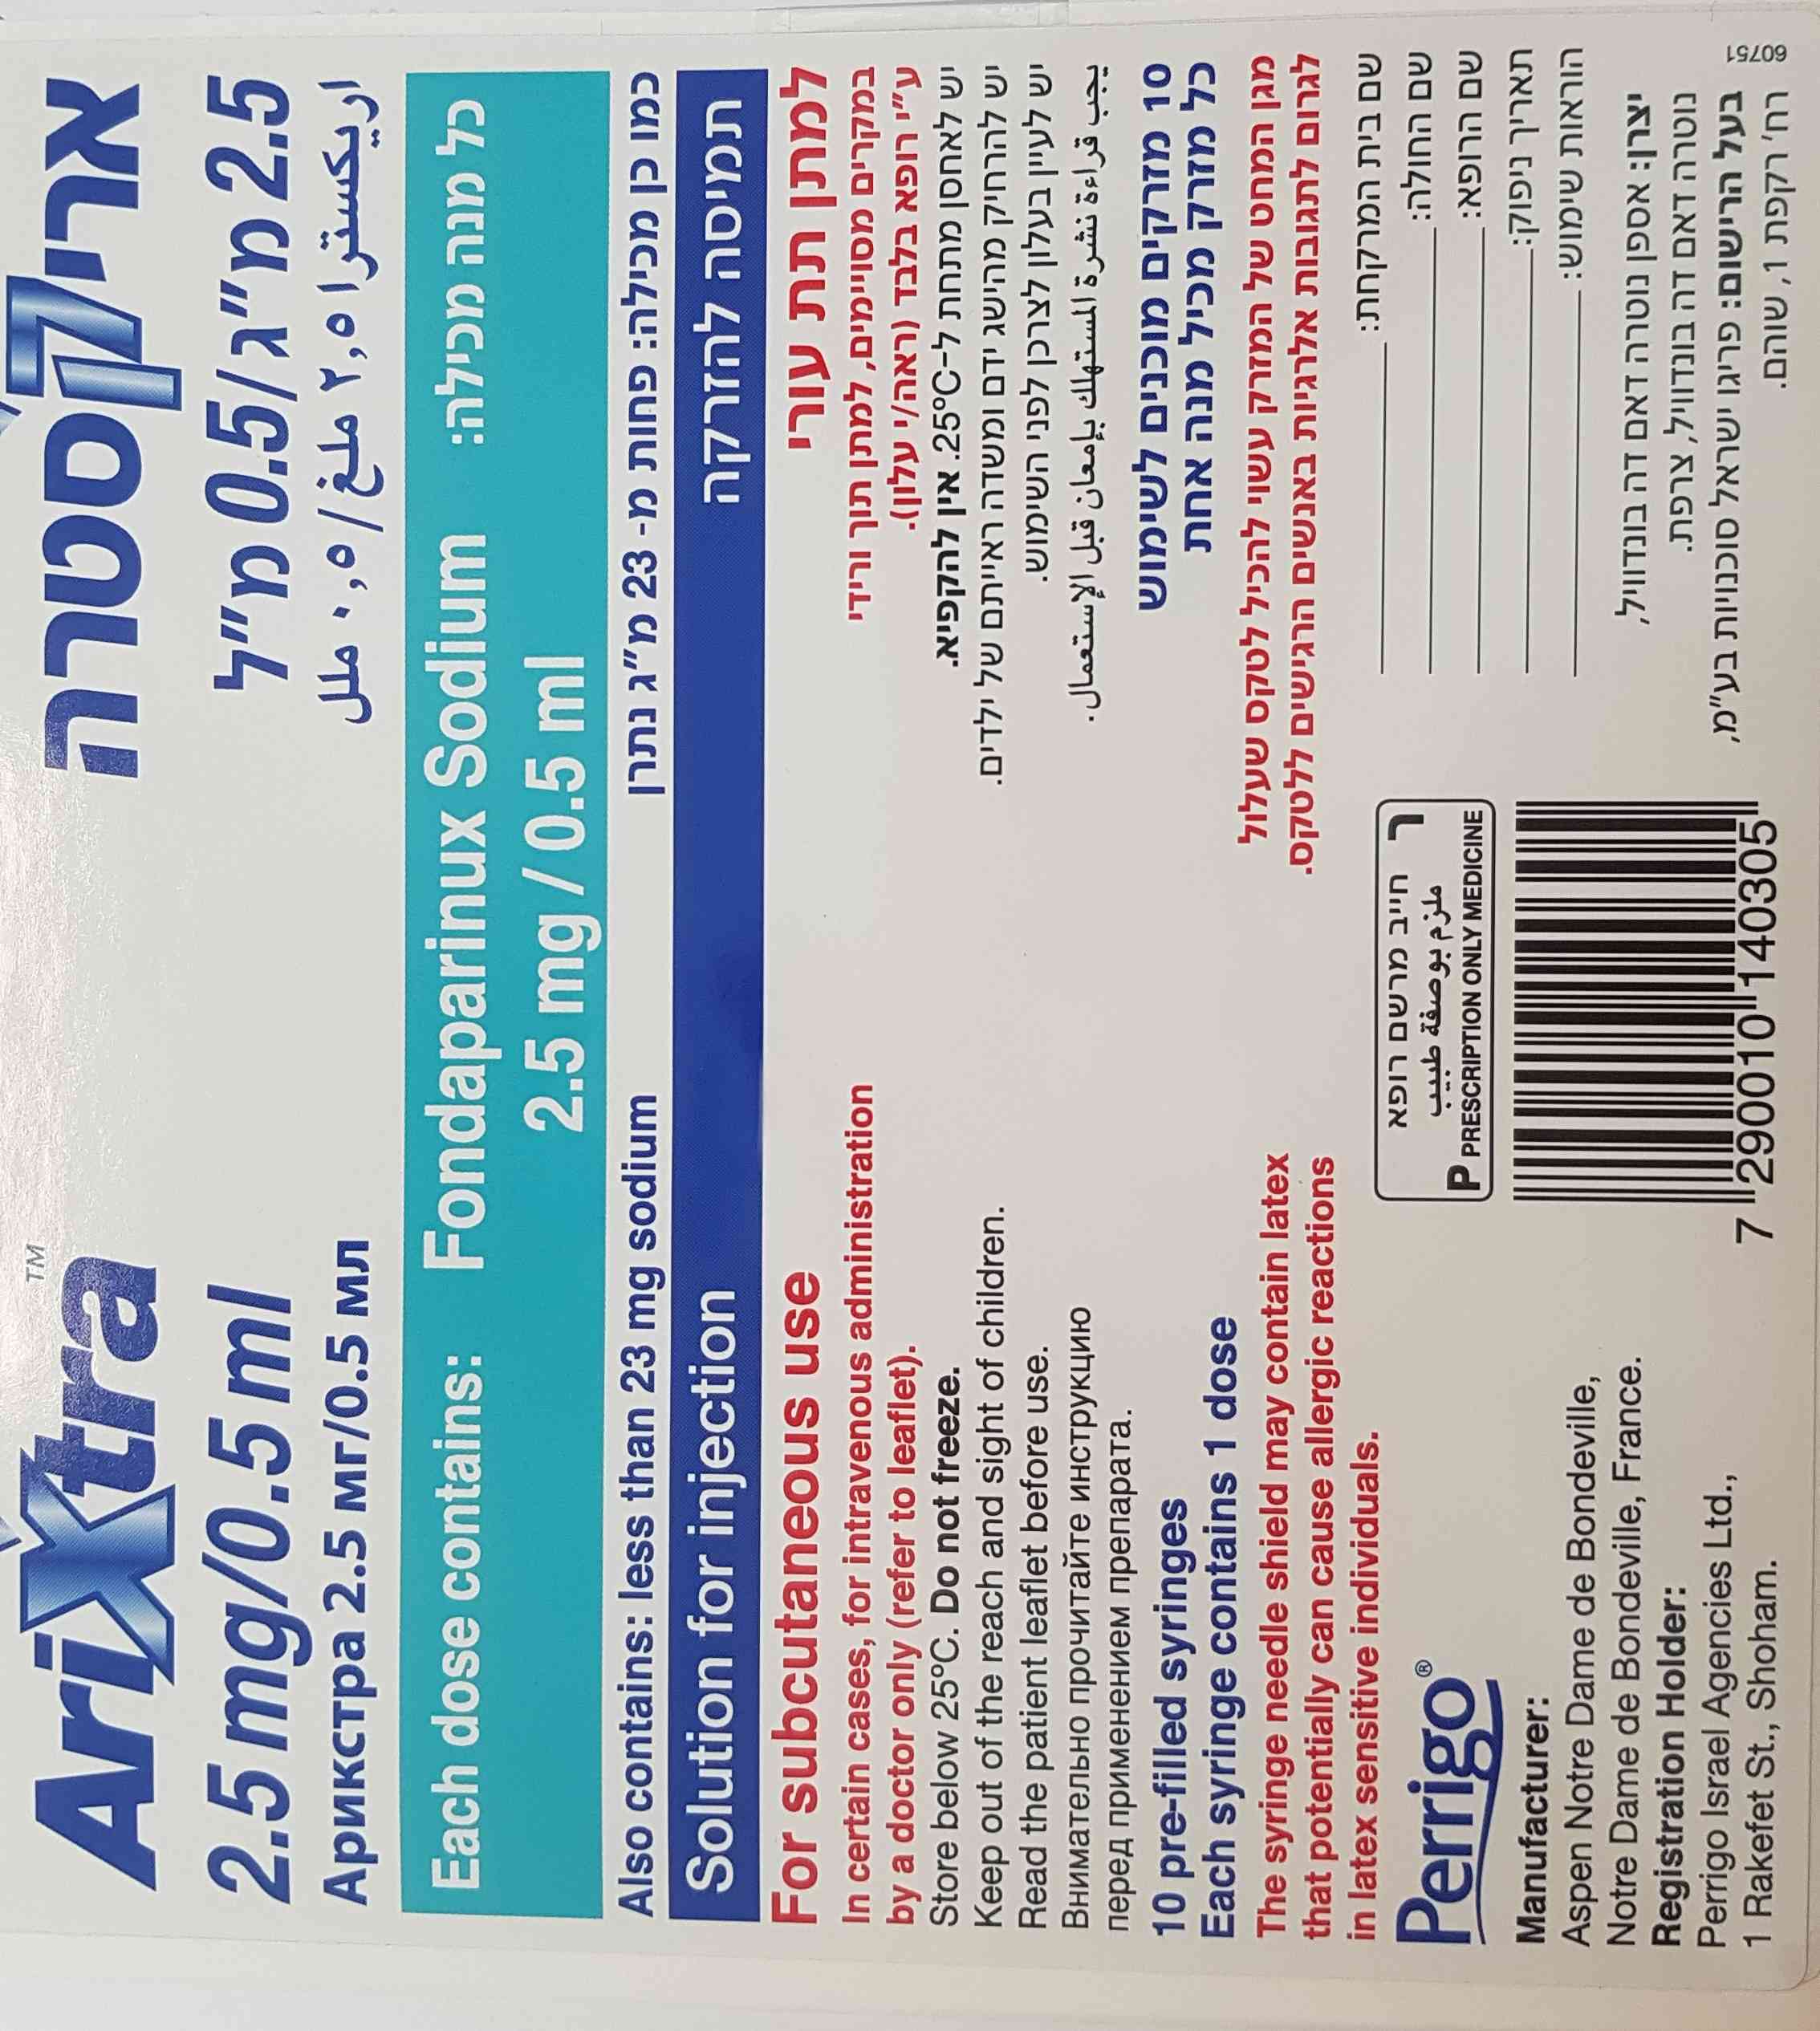 AriXtra™
2.5 mg/0.5 ml
Арикстра 2.5 мг/0.5 мл
אריקסטרה
2.5 מ"ג/0.5 מ"ל
اريكسترا ٢,٥ ملغ / ٠,٥ ملل
Each dose contains: Fondaparinux Sodium כל מנה מכילה:
2.5 mg / 0.5 ml
Also contains: less than 23 mg sodium
כמו כן מכילה: פחות מ- 23 מ"ג נתרן
Solution for injection
תמיסה להזרקה
For subcutaneous use
In certain cases, for intravenous administration
by a doctor only (refer to leaflet).
Store below 25°C. Do not freeze.
Keep out of the reach and sight of children.
Read the patient leaflet before use.
Внимательно прочитайте инструкцию
перед применением препарата.
10 pre-filled syringes
Each syringe contains 1 dose
The syringe needle shield may contain latex
that potentially can cause allergic reactions
in latex sensitive individuals.
Perrigo®
Manufacturer:
Aspen Notre Dame de Bondeville,
Notre Dame de Bondeville, France.
Registration Holder:
Perrigo Israel Agencies Ltd.,
1 Rakefet St., Shoham.
למתן תת עורי
במקרים מסויימים, למתן תוך ורידי
ע"י רופא בלבד (ראה/י עלון).
יש לאחסן מתחת ל-25°C. אין להקפיא.
יש להרחיק מהישג ידם ומשדה ראייתם של ילדים.
יש לעיין בעלון לצרכן לפני השימוש.
يجب قراءة نشرة المستهلك بإمعان قبل الإستعمال.
10 מזרקים מוכנים לשימוש
כל מזרק מכיל מנה אחת
מגן המחט של המזרק עשוי להכיל לטקס שעלול
לגרום לתגובות אלרגיות באנשים הרגישים ללטקס.
ר חייב מרשם רופא
ملزم بوصفة طبيب
P PRESCRIPTION ONLY MEDICINE
7 290010 140305
שם בית המרקחת:
שם החולה:
שם הרופא:
תאריך ניפוק:
הוראות שימוש:
יצרן: אספן נוטרה דאם דה בונדוויל,
נוטרה דאם דה בונדוויל, צרפת.
בעל הרישום: פריגו ישראל סוכנויות בע"מ,
רח' רקפת 1, שוהם.
60751